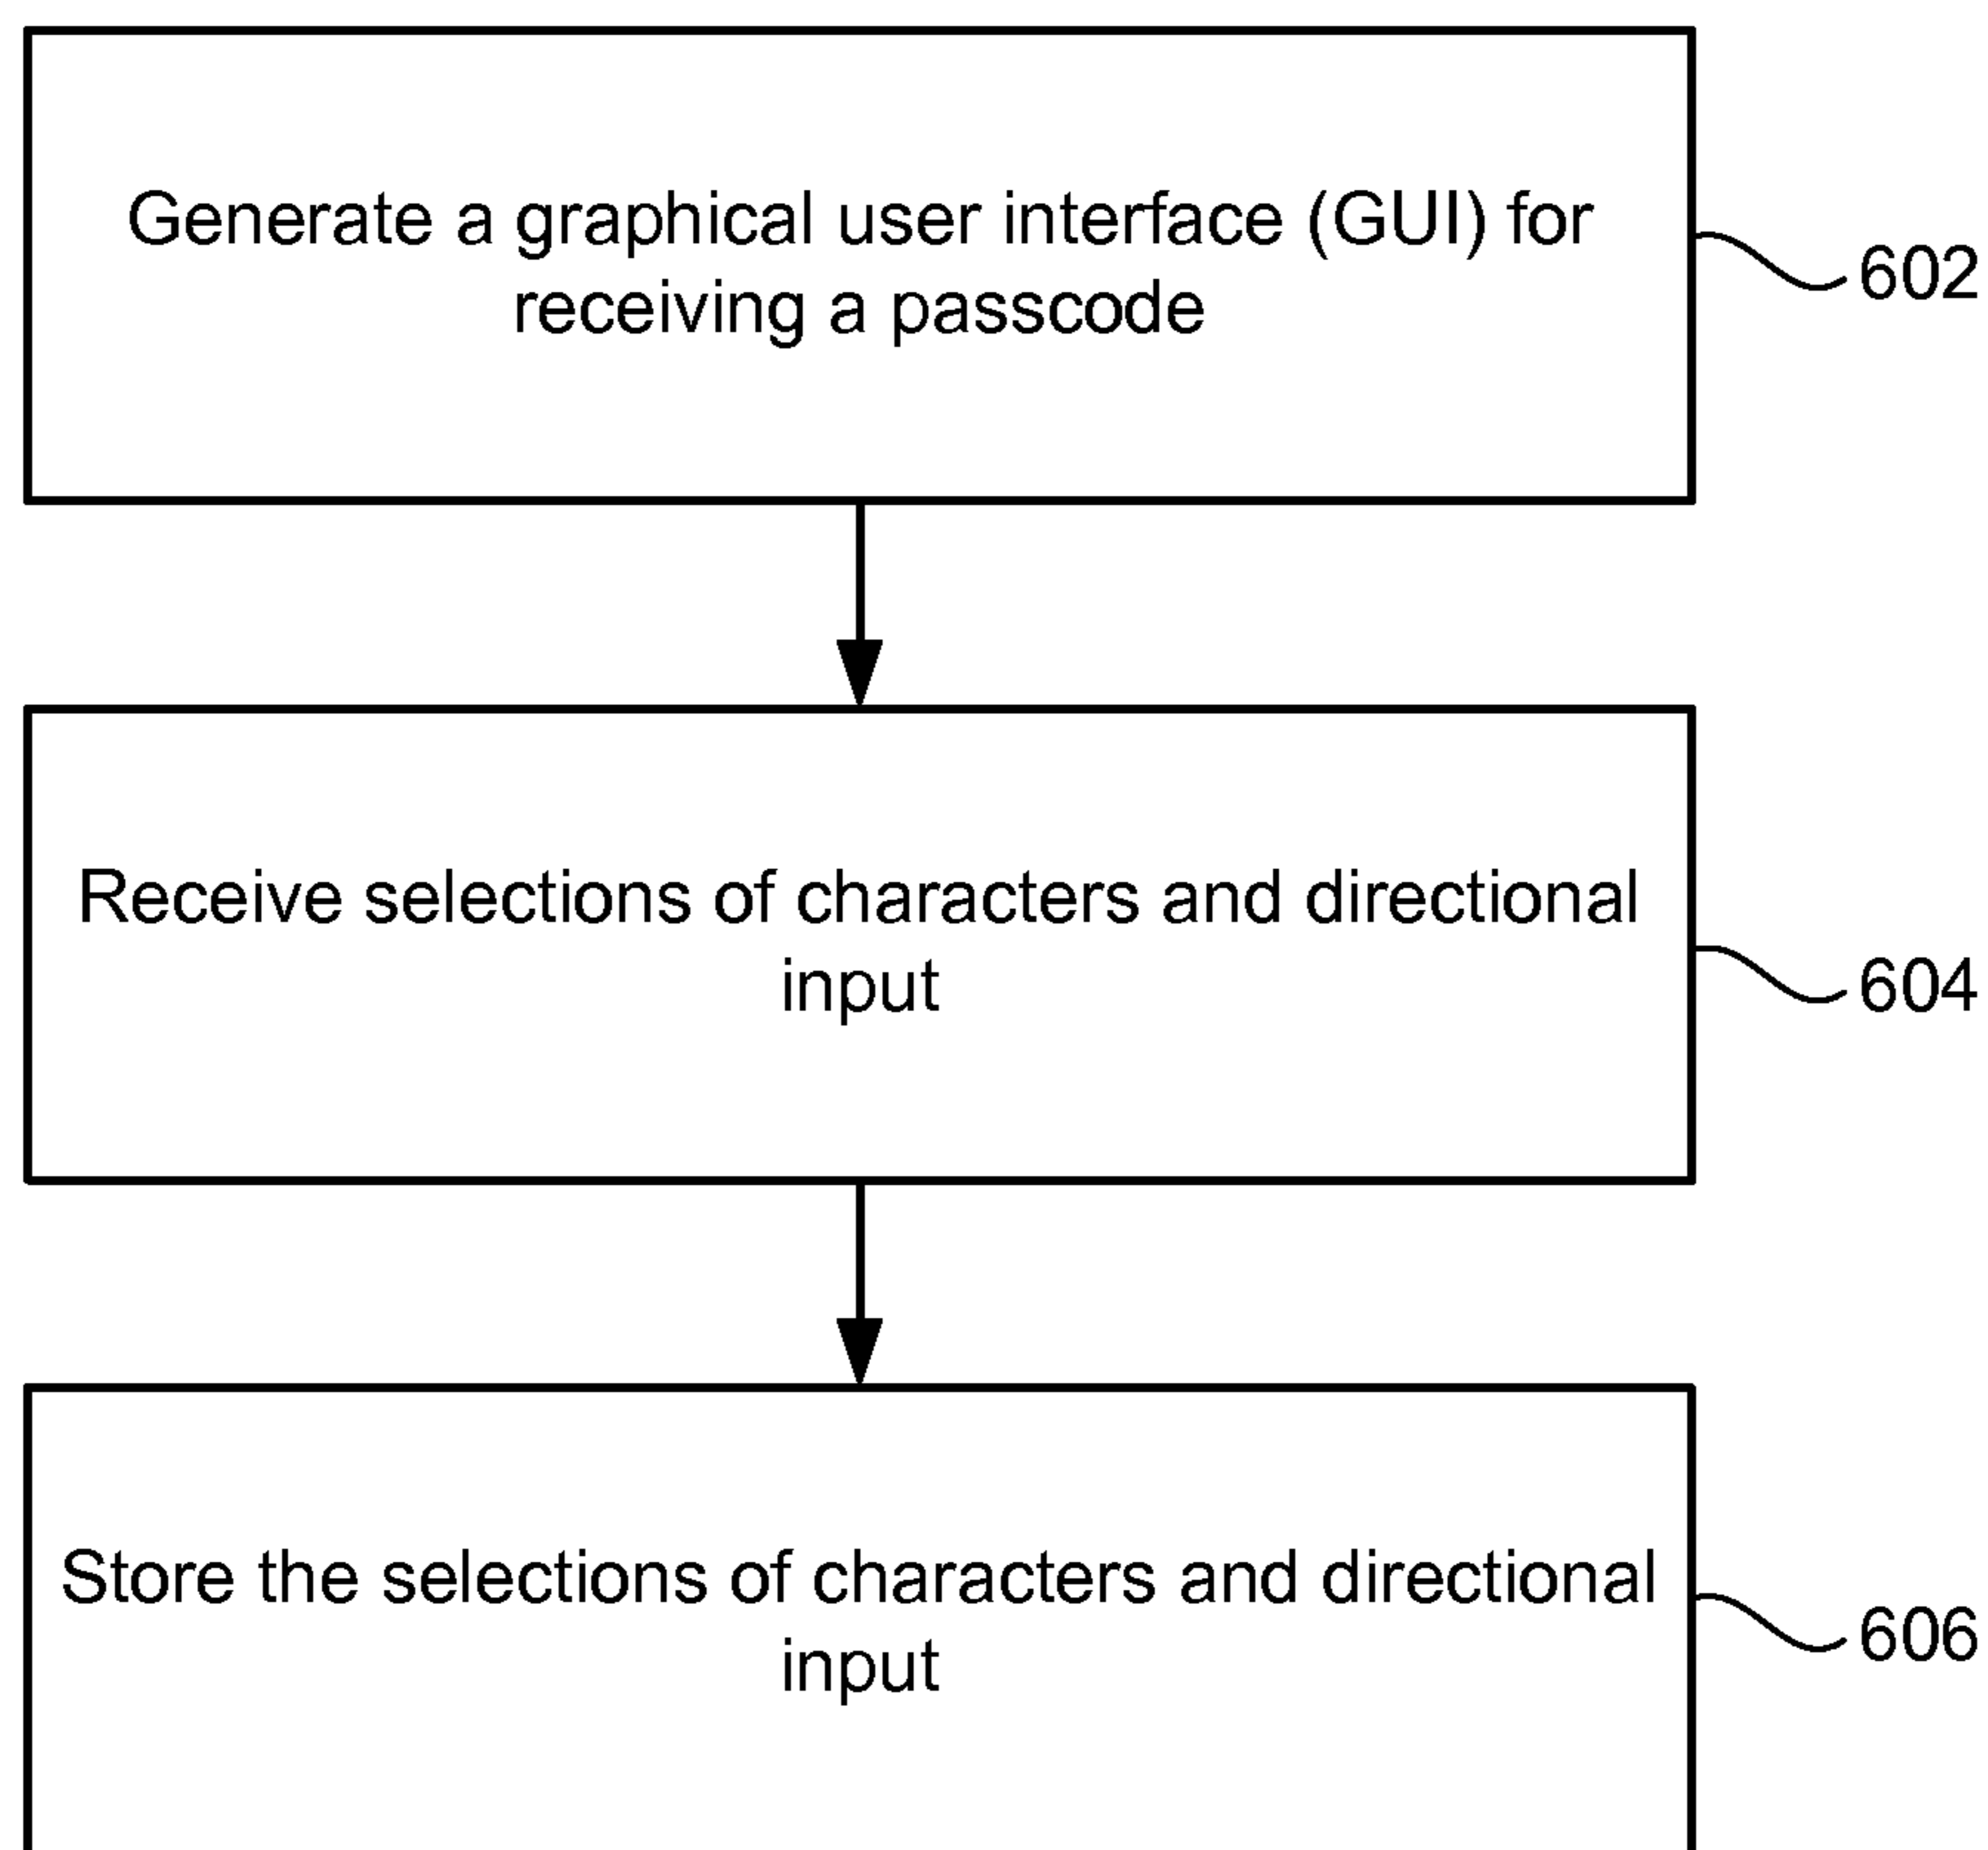 Generate a graphical user interface (GUI) for
receiving a passcode
602
Receive selections of characters and directional
input
604
Store the selections of characters and directional
input
606